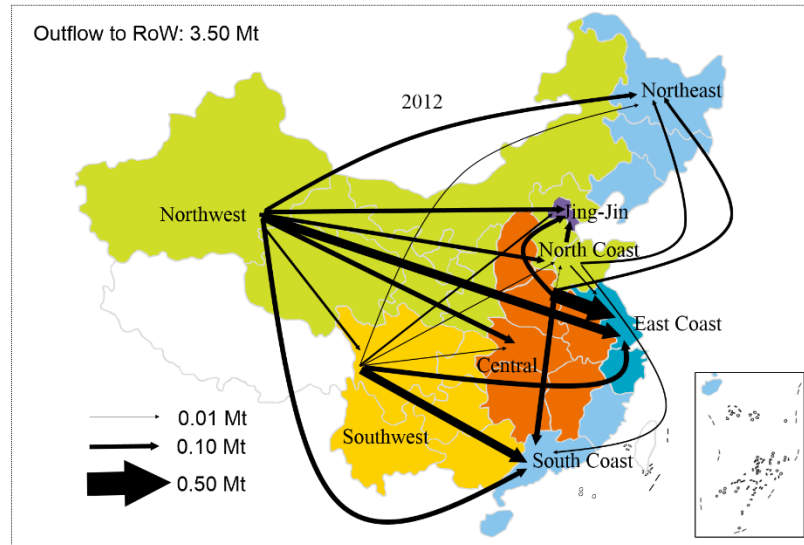 Outflow to RoW: 3.50 Mt
2012
Northeast
Northwest
Jing-Jin
North Coast
East Coast
Central
Southwest
South Coast
0.01 Mt
0.10 Mt
0.50 Mt